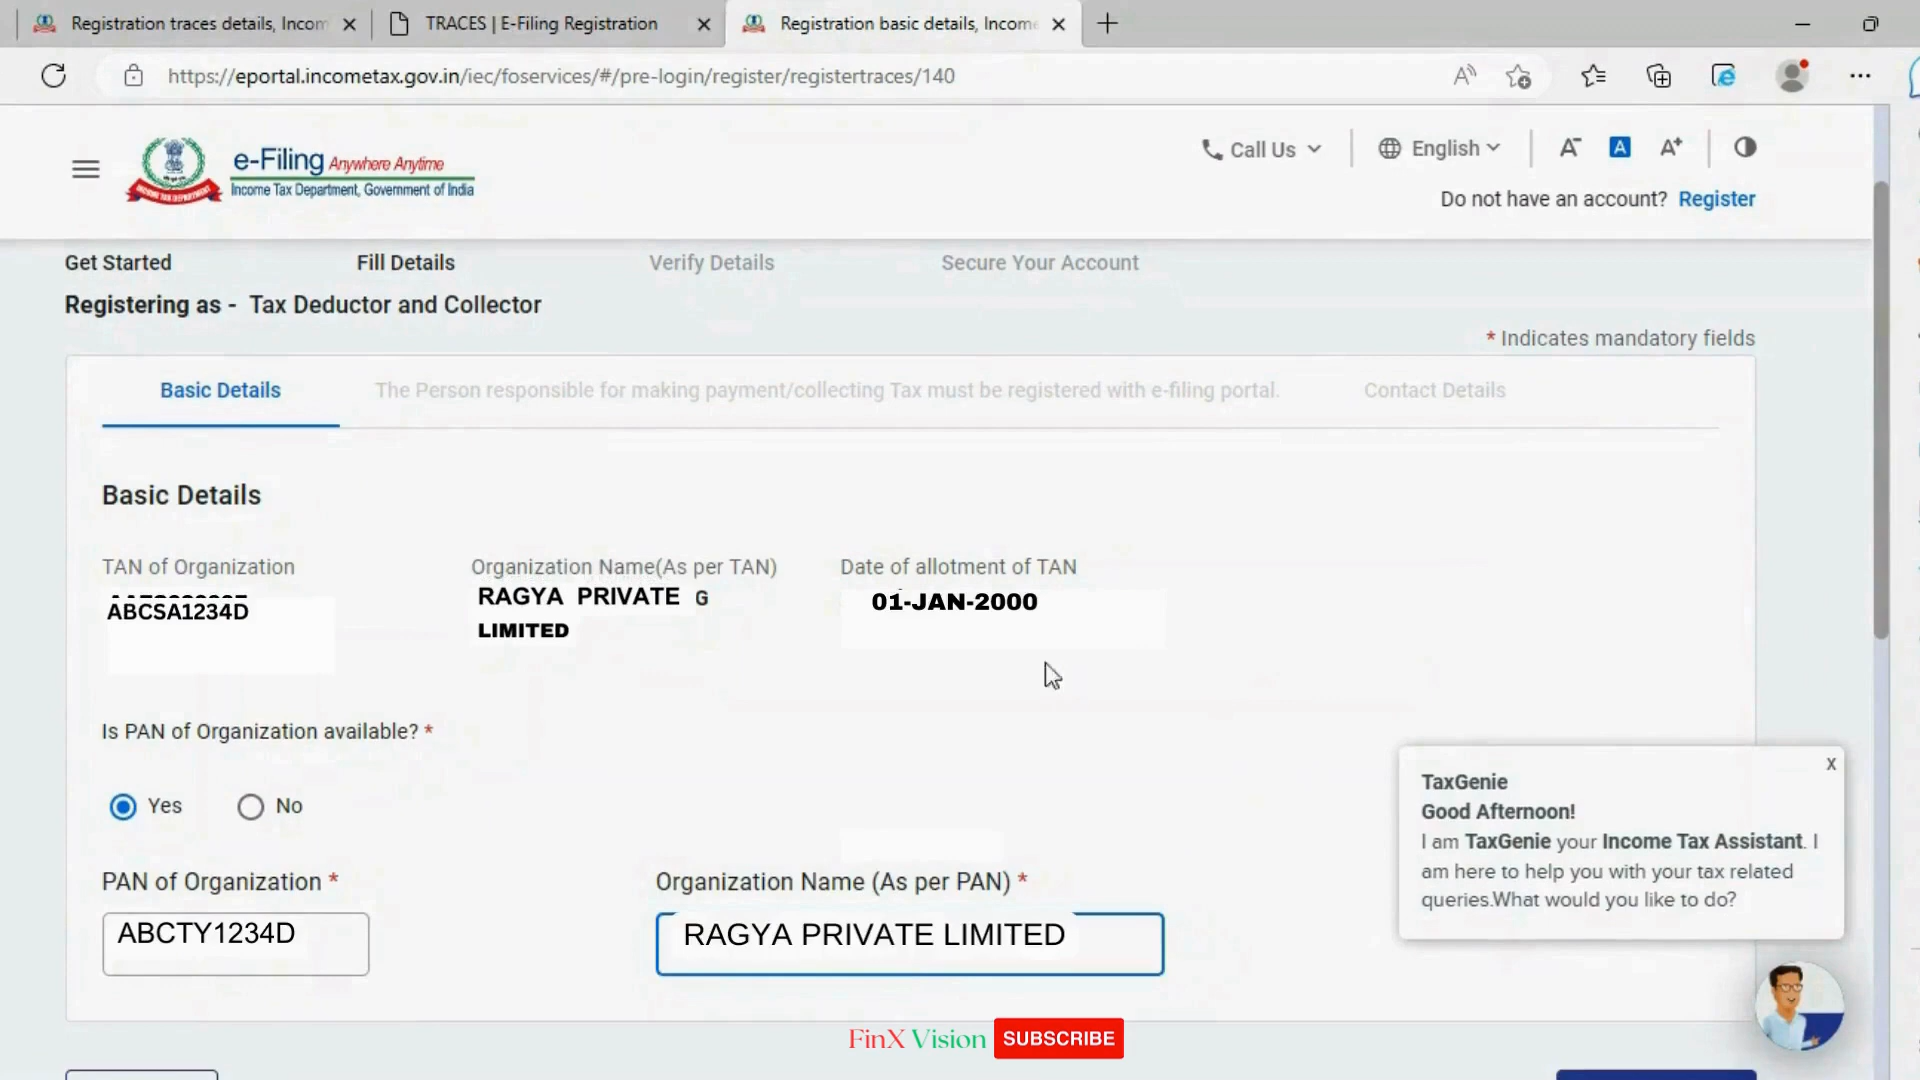 Registration traces details, Incom
TRACES | E-Filing Registration
Registration basic details, Income
https://eportal.incometax.gov.in/iec/foservices/#/pre-login/register/registertraces/140
e-Filing Anywhere Anytime
Income Tax Department, Government of India
INCOME TAX DEPARTMENT
Call Us
English
A-
A
A+
Do not have an account? Register
Get Started
Fill Details
Verify Details
Secure Your Account
Registering as - Tax Deductor and Collector
* Indicates mandatory fields
Basic Details
The Person responsible for making payment/collecting Tax must be registered with e-filing portal.
Contact Details
Basic Details
TAN of Organization
Organization Name(As per TAN)
Date of allotment of TAN
ABCSA1234D
RAGYA PRIVATE G
LIMITED
01-JAN-2000
Is PAN of Organization available? *
Yes
No
PAN of Organization *
Organization Name (As per PAN) *
ABCTY1234D
RAGYA PRIVATE LIMITED
X
TaxGenie
Good Afternoon!
I am TaxGenie your Income Tax Assistant. I
am here to help you with your tax related
queries.What would you like to do?
FinX Vision SUBSCRIBE